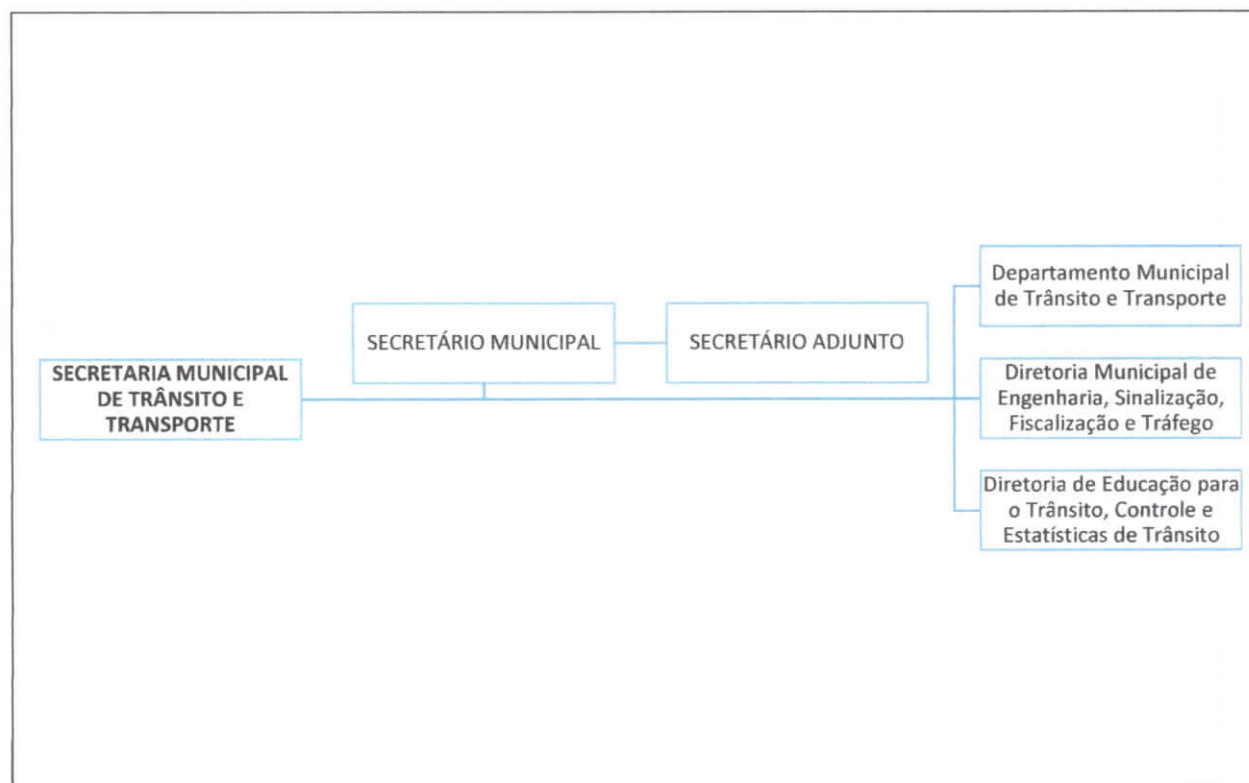 SECRETARIA MUNICIPAL
DE TRÂNSITO E
TRANSPORTE
SECRETÁRIO MUNICIPAL
SECRETÁRIO ADJUNTO
Departamento Municipal
de Trânsito e Transporte
Diretoria Municipal de
Engenharia, Sinalização,
Fiscalização e Tráfego
Diretoria de Educação para
o Trânsito, Controle e
Estatísticas de Trânsito